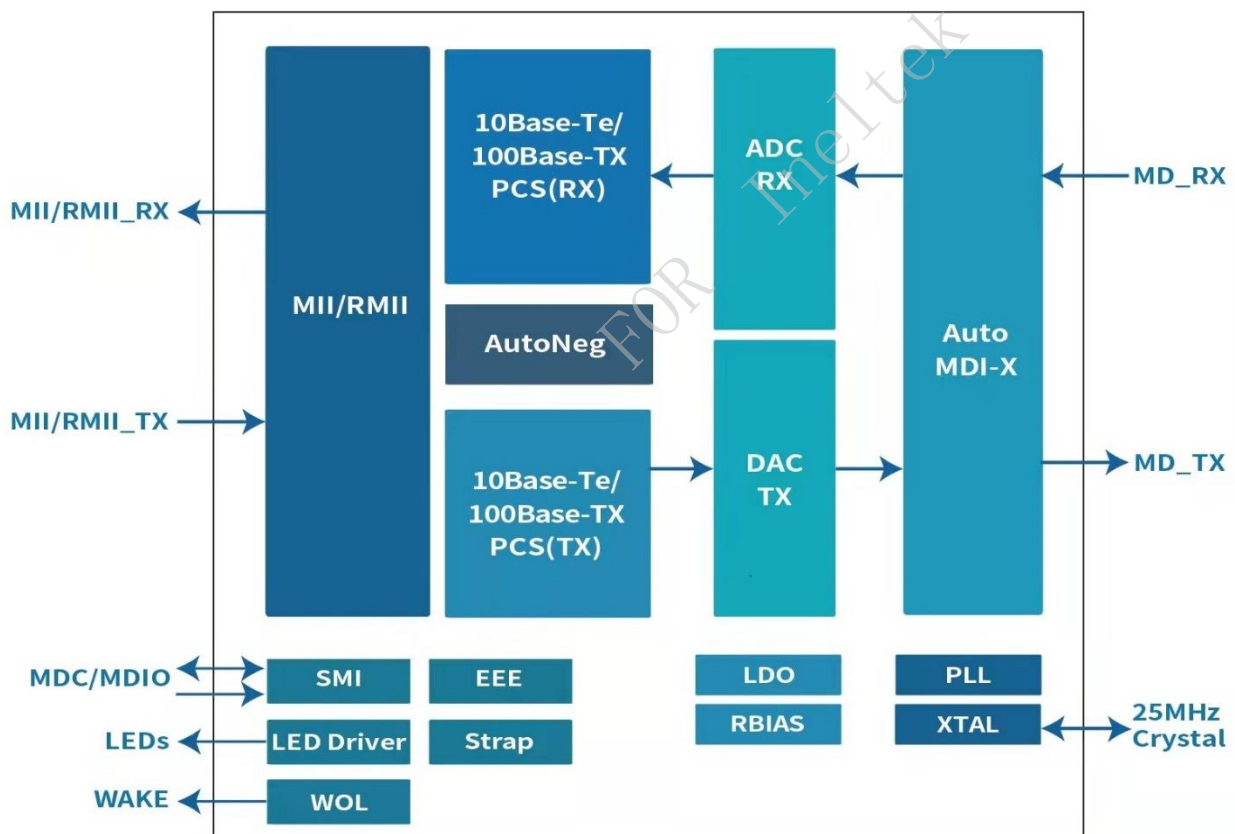 10Base-Te/
100Base-TX
PCS(RX)
ADC
RX
MD_RX
MII/RMII_RX
MII/RMII
AutoNeg
Auto
MDI-X
MII/RMII_TX
10Base-Te/
100Base-TX
PCS(TX)
DAC
TX
MD_TX
FOR Ineltek
MDC/MDIO
SMI
EEE
LDO
PLL
LEDs
LED Driver
Strap
RBIAS
XTAL
25MHz
Crystal
WAKE
WOL